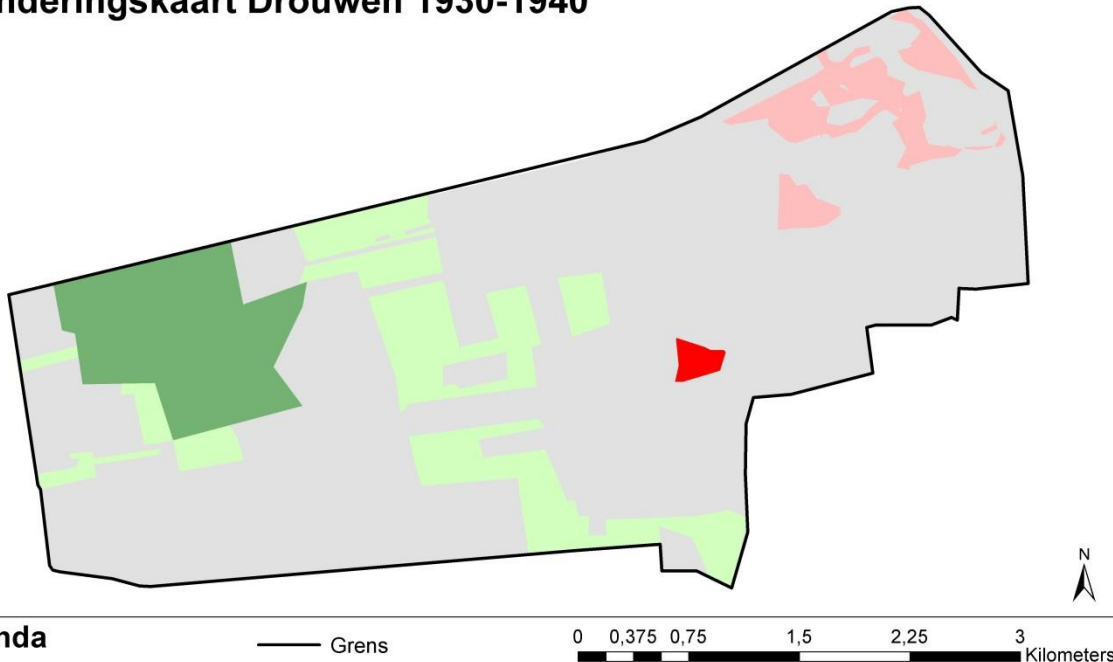 nderingskaart Drouwen 1930-1940
N
nda
Grens
0 0,375 0,75 1,5 2,25 3
Kilometers